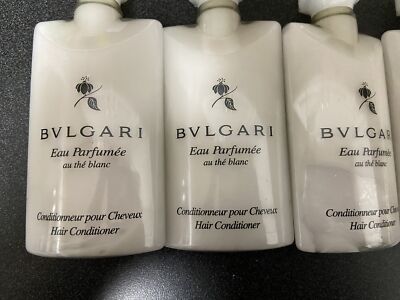 BVLGARI
Eau Parfumée
au thé blanc
Conditionneur pour Cheveux
Hair Conditioner
BVLGARI
Eau Parfumée
au thé blanc
Conditionneur pour Cheveux
Hair Conditioner
BVLGARI
Eau Parfumée
au thé blanc
Conditionneur pour
Hair Conditioner